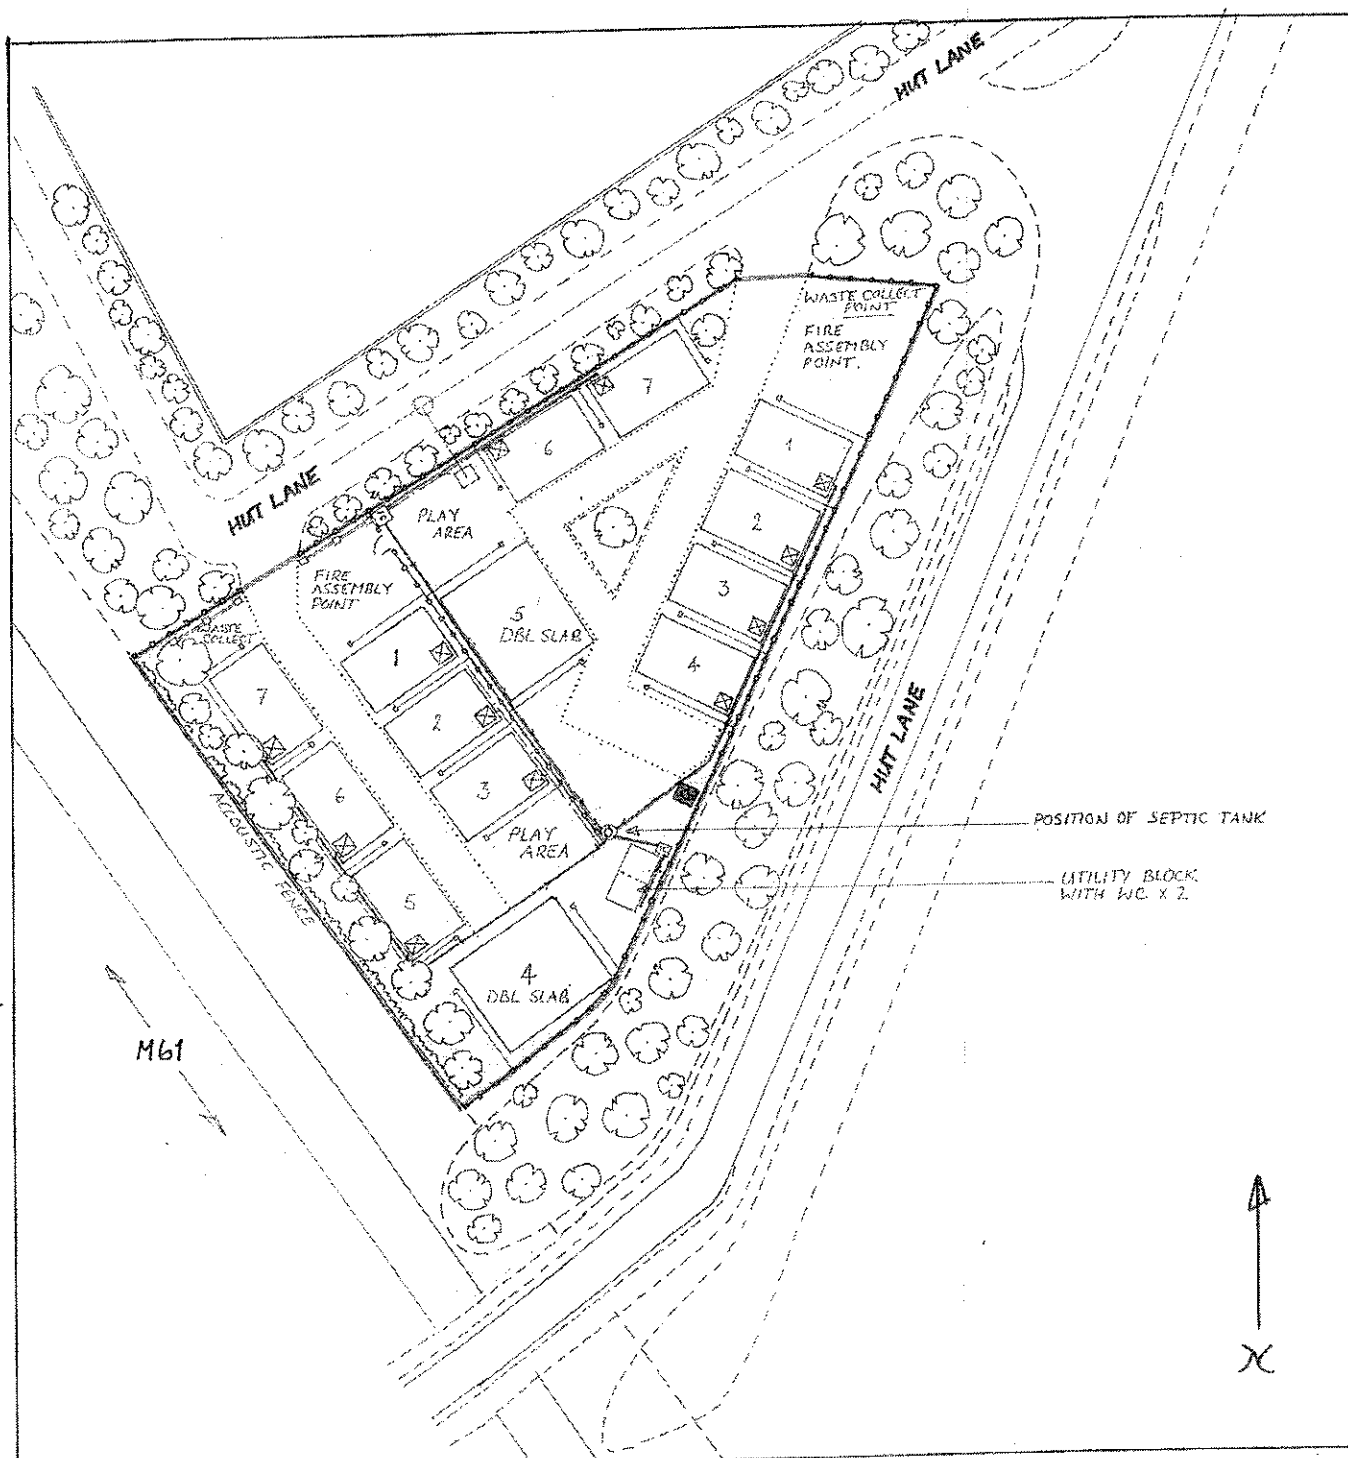 HUT LANE
WASTE COLLECT
POINT
FIRE
ASSEMBLY
POINT.
7
6
1
2
3
4
HUT LANE
PLAY
AREA
5
DBL SLAB
FIRE
ASSEMBLY
POINT
WASTE
COLLECT
1
2
3
7
6
5
PLAY
AREA
4
DBL SLAB
ACCOUSTIC FENCE
HUT LANE
POSITION OF SEPTIC TANK
UTILITY BLOCK
WITH WC X 2
M61
N